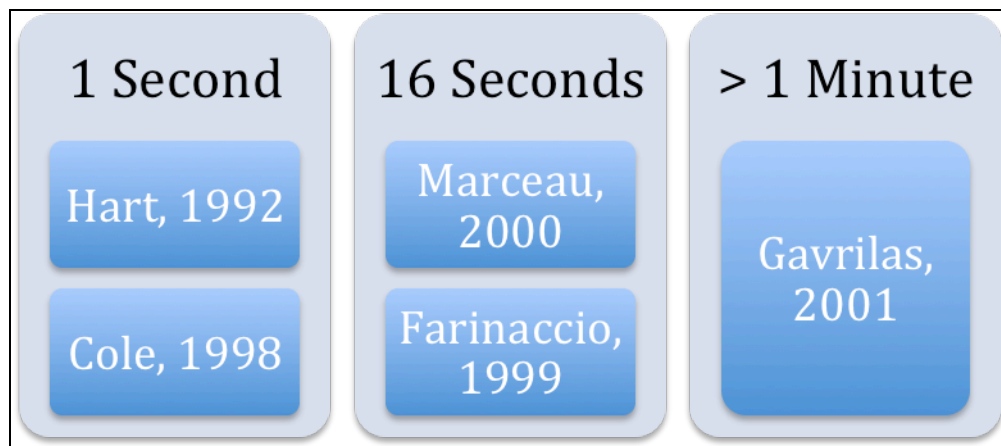 1 Second
Hart, 1992
Cole, 1998
16 Seconds
Marceau,
2000
Farinaccio,
1999
> 1 Minute
Gavrilas,
2001